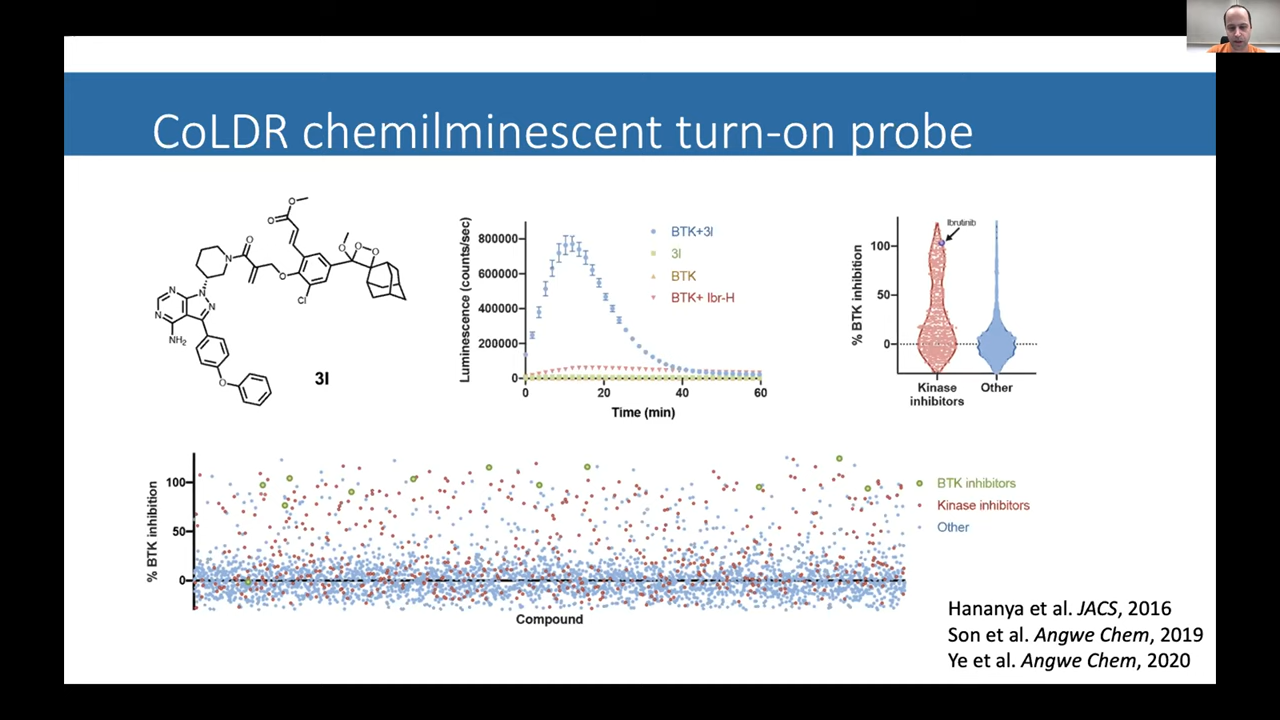 CoLDR chemilminescent turn-on probe
O
O
O
N
O
O
O
O
N
N
N
N
N
NH2
Cl
O
3l
Luminescence (counts/sec)
800000
600000
400000
200000
0
0
20
40
60
Time (min)
BTK+3l
3l
BTK
BTK+ Ibr-H
% BTK inhibition
100
50
0
Ibrutinib
Kinase
inhibitors
Other
% BTK inhibition
100
50
0
Compound
BTK inhibitors
Kinase inhibitors
Other
Hananya et al. JACS, 2016
Son et al. Angwe Chem, 2019
Ye et al. Angwe Chem, 2020